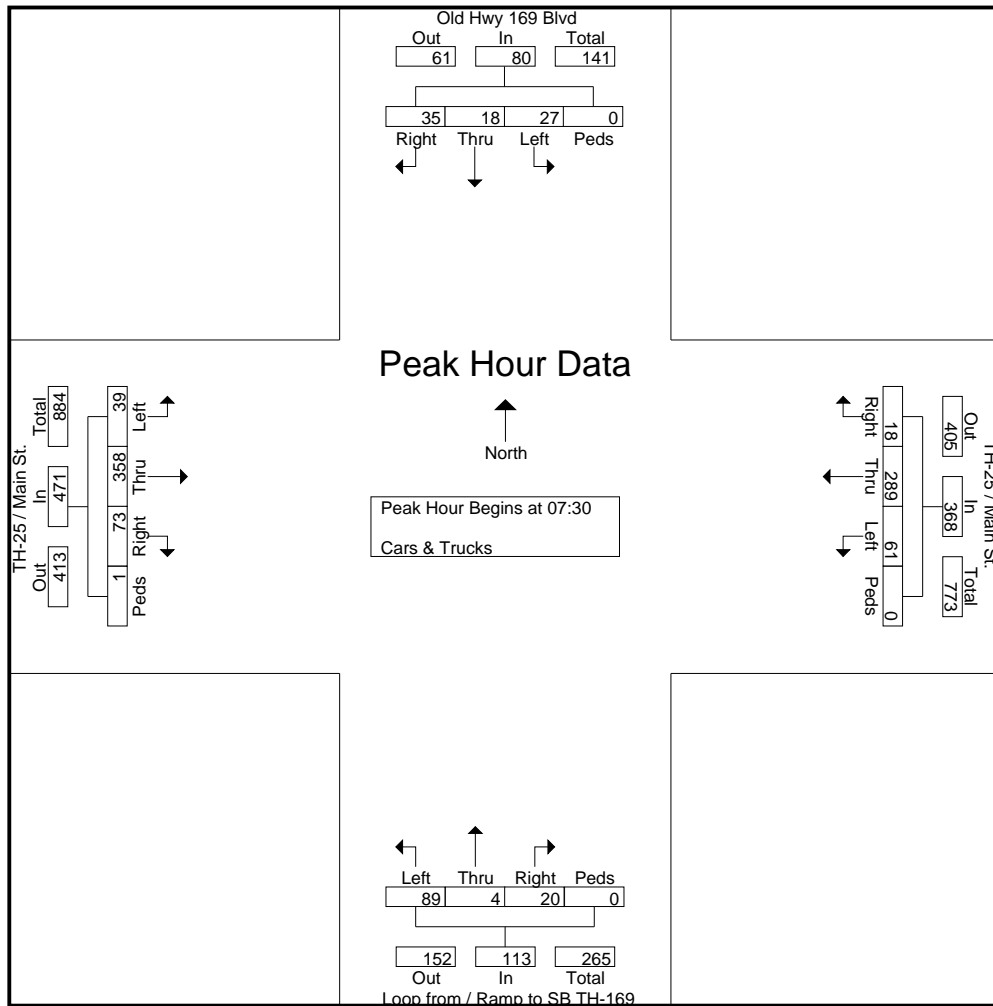 Old Hwy 169 Blvd
Out In Total
61 80 141
35 18 27 0
Right Thru Left Peds
Peak Hour Data
North
Peak Hour Begins at 07:30
Cars & Trucks
TH-25 / Main St.
Out In Total
413 471 884
39 358 73 1
Left Thru Right Peds
TH-25 / Main St.
Out In Total
405 368 773
18 289 61 0
Right Thru Left Peds
Left Thru Right Peds
89 4 20 0
152 113 265
Out In Total
Loop from / Ramp to SB TH-169